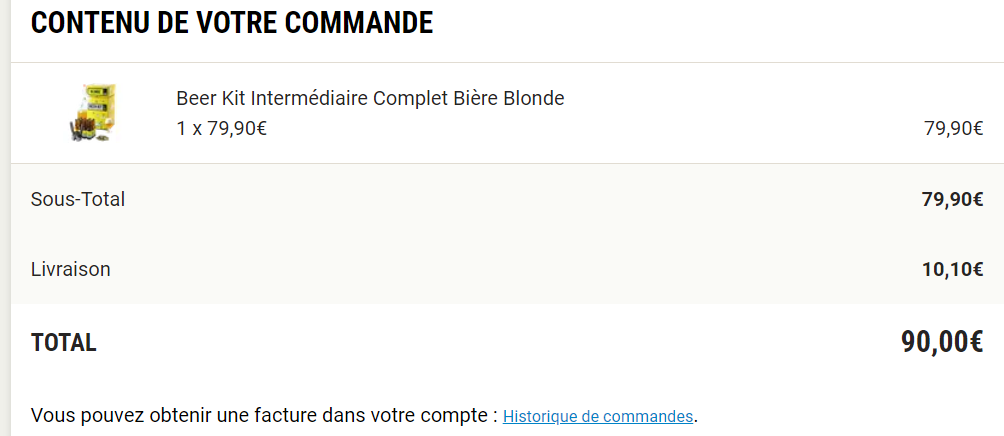 CONTENU DE VOTRE COMMANDE
Beer Kit Intermédiaire Complet Bière Blonde
1 x 79,90€ 79,90€
Sous-Total 79,90€
Livraison 10,10€
TOTAL 90,00€
Vous pouvez obtenir une facture dans votre compte : Historique de commandes.